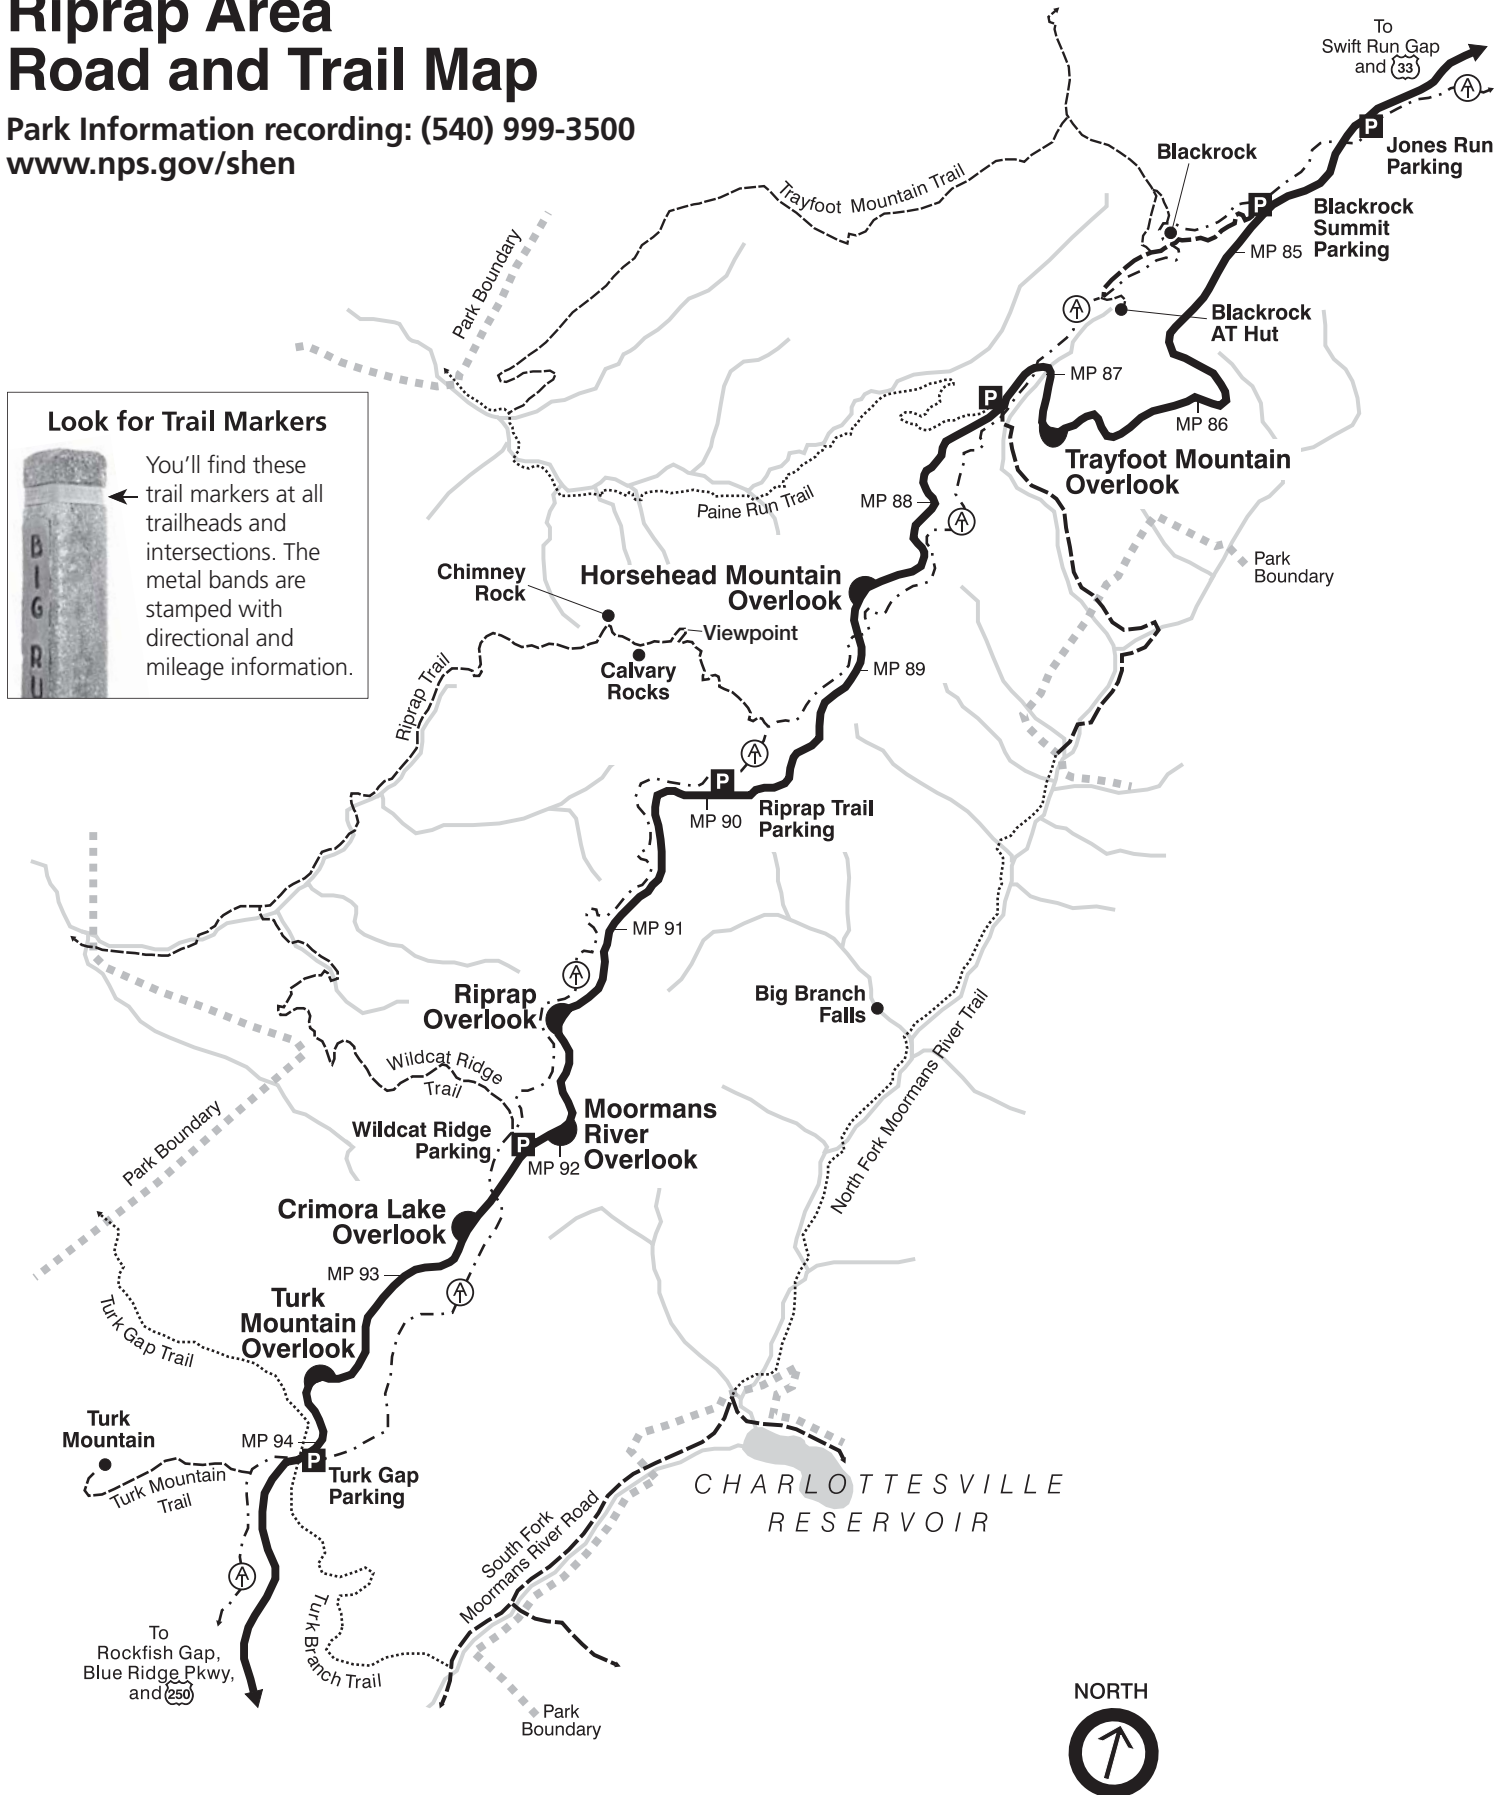 Riprap Area
Road and Trail Map
Park Information recording: (540) 999-3500
www.nps.gov/shen
To
Swift Run Gap
and 33
Jones Run
Parking
P
Blackrock
P
Blackrock
Summit
Parking
MP 85
Trayfoot Mountain Trail
Park Boundary
Blackrock
AT Hut
MP 87
P
MP 86
Trayfoot Mountain
Overlook
Look for Trail Markers
You'll find these
trail markers at all
trailheads and
intersections. The
metal bands are
stamped with
directional and
mileage information.
BIG RU
Paine Run Trail
MP 88
Park
Boundary
Chimney
Rock
Horsehead Mountain
Overlook
Viewpoint
Calvary
Rocks
Riprap Trail
MP 89
P
MP 90
Riprap Trail
Parking
MP 91
Riprap
Overlook
Big Branch
Falls
North Fork Moormans River Trail
Wildcat Ridge
Trail
Park Boundary
Wildcat Ridge
Parking
P
MP 92
Moormans
River
Overlook
Crimora Lake
Overlook
MP 93
Turk
Mountain
Overlook
Turk Gap Trail
Turk
Mountain
MP 94
P
Turk Gap
Parking
Turk Mountain
Trail
CHARLOTTESVILLE
RESERVOIR
South Fork
Moormans River Road
Turk Branch Trail
To
Rockfish Gap,
Blue Ridge Pkwy,
and 250
Park
Boundary
NORTH